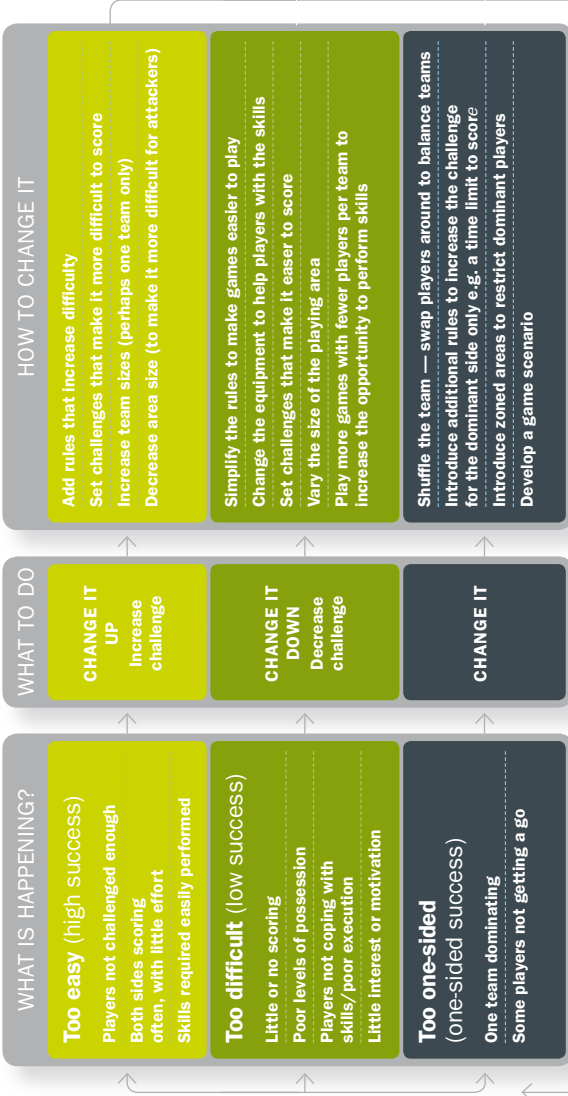 WHAT IS HAPPENING?
Too easy (high success)
Players not challenged enough
Both sides scoring
often, with little effort
Skills required easily performed
Too difficult (low success)
Little or no scoring
Poor levels of possession
Players not coping with
skills/poor execution
Little interest or motivation
Too one-sided
(one-sided success)
One team dominating
Some players not getting a go
WHAT TO DO
CHANGE IT
UP
Increase
challenge
CHANGE IT
DOWN
Decrease
challenge
CHANGE IT
HOW TO CHANGE IT
Add rules that increase difficulty
Set challenges that make it more difficult to score
Increase team sizes (perhaps one team only)
Decrease area size (to make it more difficult for attackers)
Simplify the rules to make games easier to play
Change the equipment to help players with the skills
Set challenges that make it easier to score
Vary the size of the playing area
Play more games with fewer players per team to
increase the opportunity to perform skills
Shuffle the team — swap players around to balance teams
Introduce additional rules to increase the challenge
for the dominant side only e.g. a time limit to score
Introduce zoned areas to restrict dominant players
Develop a game scenario